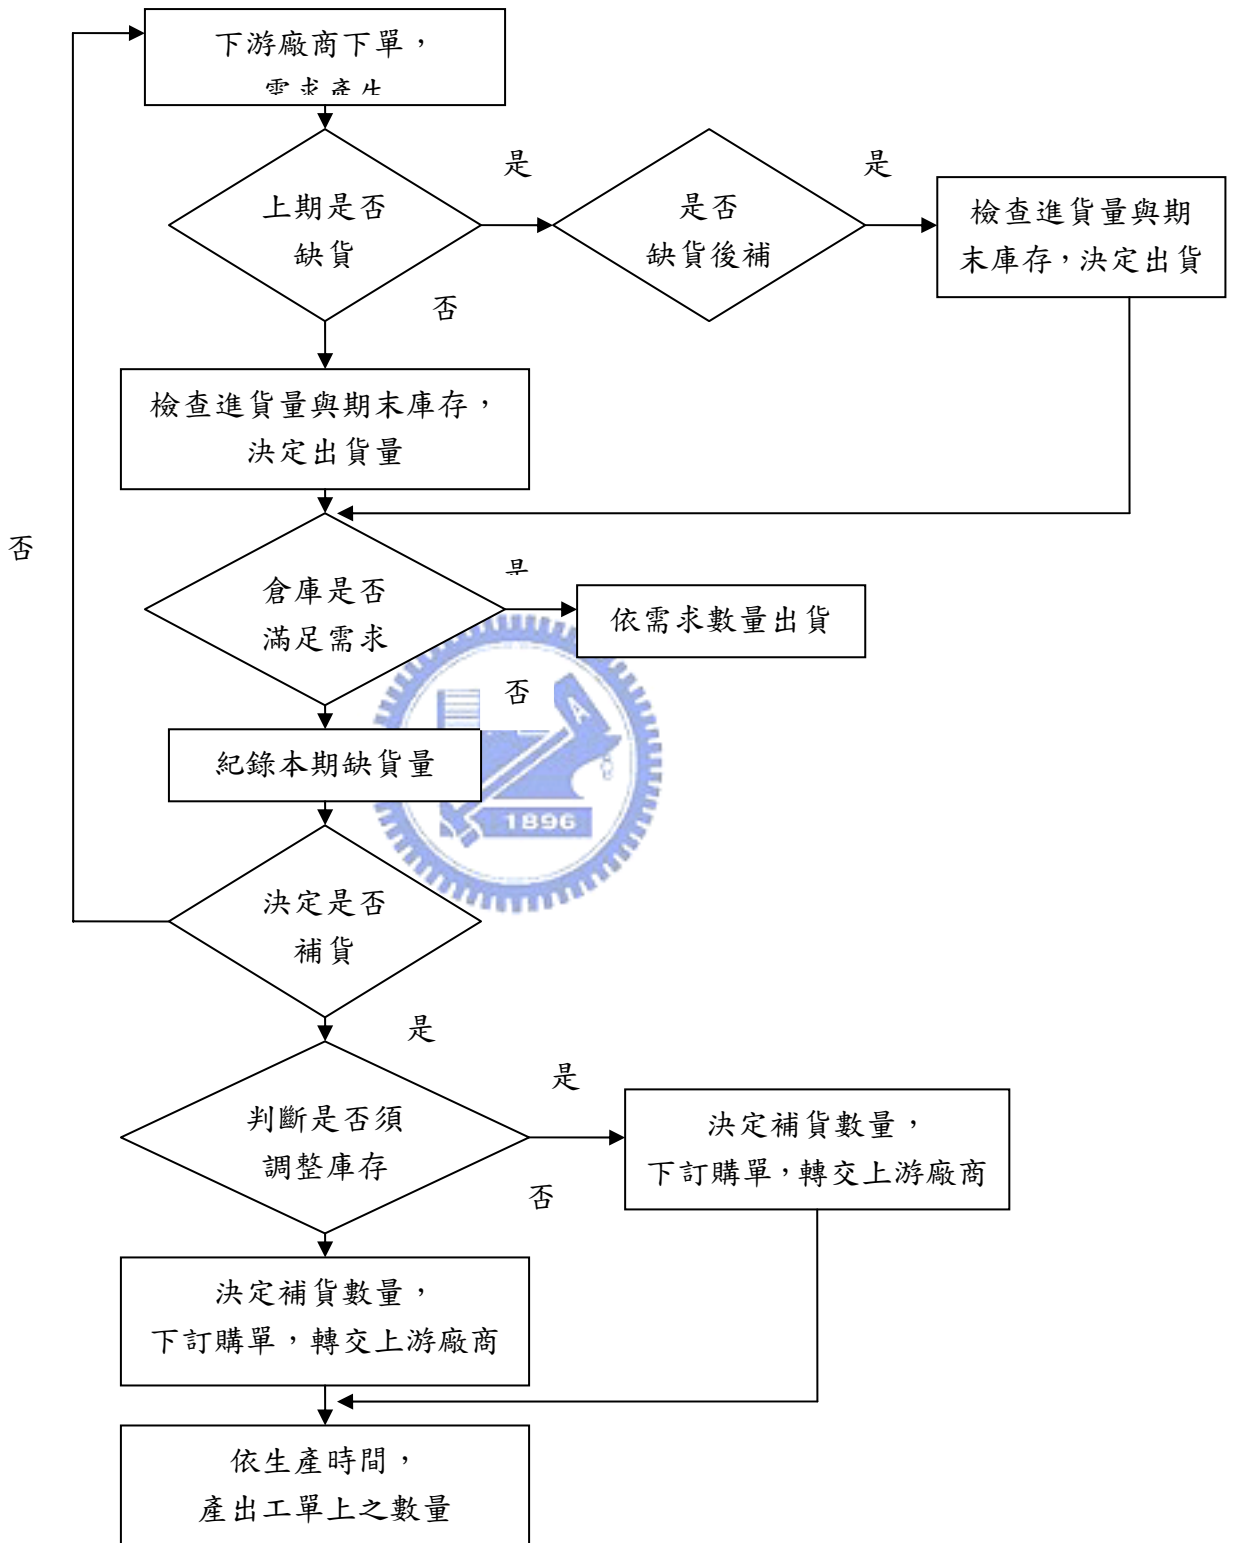 下游廠商下單，
需求產生
上期是否
缺貨
是
是否
缺貨後補
是
檢查進貨量與期
末庫存，決定出貨
否
檢查進貨量與期末庫存，
決定出貨量
否
倉庫是否
滿足需求
是
依需求數量出貨
否
紀錄本期缺貨量
A
1896
決定是否
補貨
是
判斷是否須
調整庫存
是
決定補貨數量，
下訂購單，轉交上游廠商
否
決定補貨數量，
下訂購單，轉交上游廠商
依生產時間，
產出工單上之數量